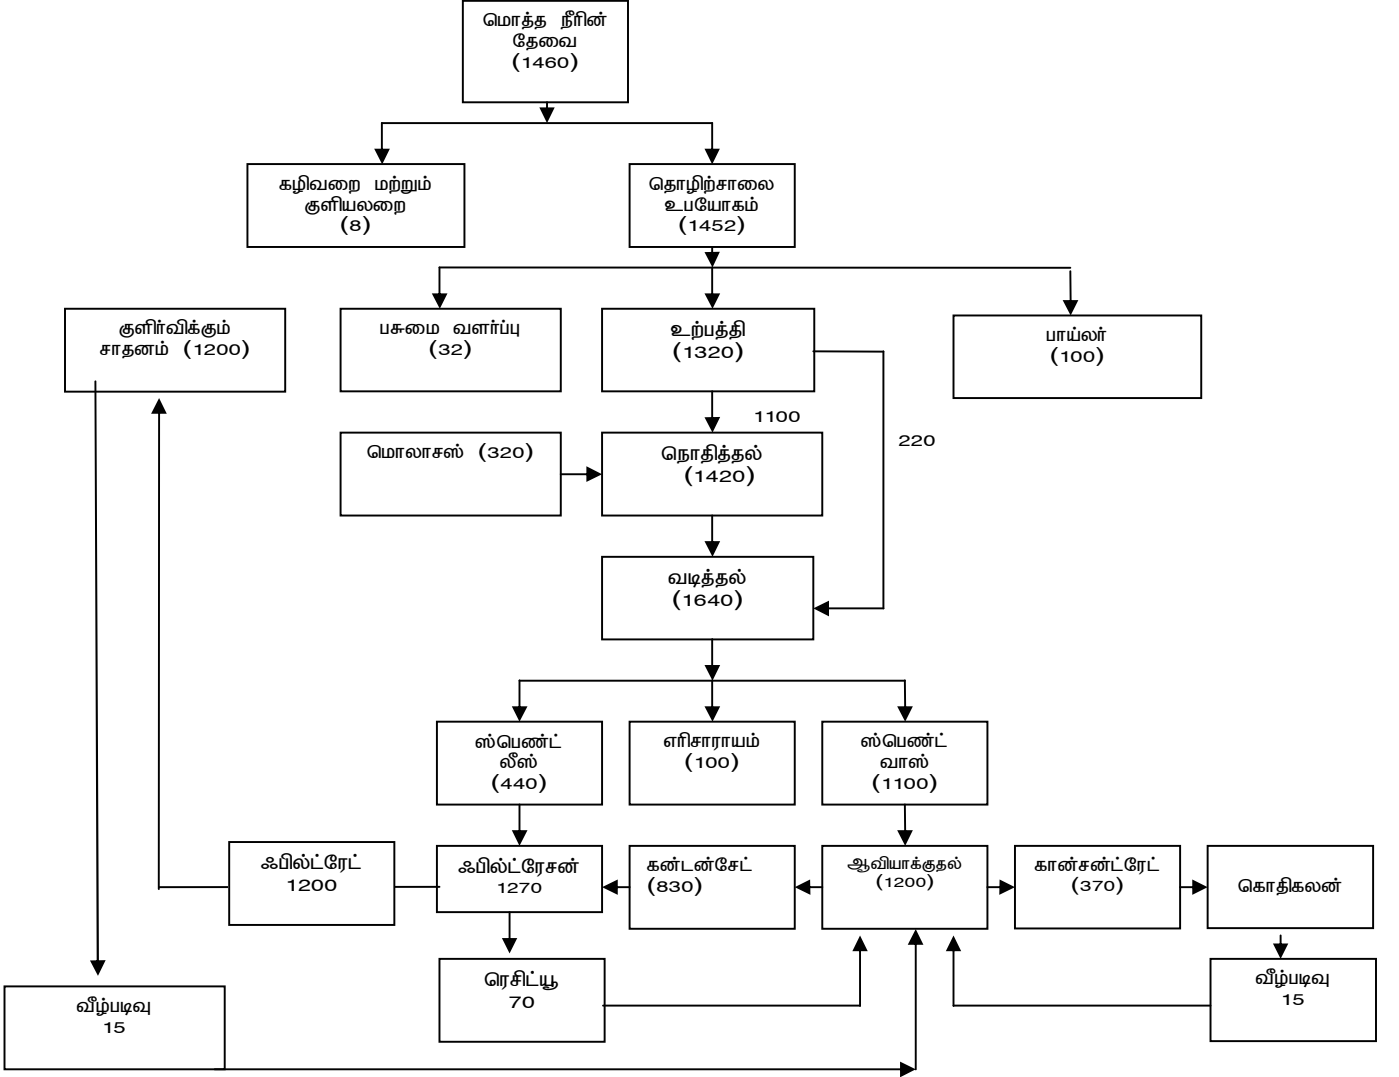 மொத்த நீரின்
தேவை
(1460)
கழிவறை மற்றும்
குளியலறை
(8)
தொழிற்சாலை
உபயோகம்
(1452)
குளிர்விக்கும்
சாதனம் (1200)
பசுமை வளர்ப்பு
(32)
உற்பத்தி
(1320)
பாய்லர்
(100)
1100
220
மொலாசஸ் (320)
நொதித்தல்
(1420)
வடித்தல்
(1640)
ஸ்பெண்ட்
லீஸ்
(440)
எரிசாராயம்
(100)
ஸ்பெண்ட்
வாஸ்
(1100)
ஃபில்ட்ரேட்
1200
ஃபில்ட்ரேசன்
1270
கன்டன்சேட்
(830)
ஆவியாக்குதல்
(1200)
கான்சன்ட்ரேட்
(370)
கொதிகலன்
வீழ்படிவு
15
ரெசிட்யூ
70
வீழ்படிவு
15